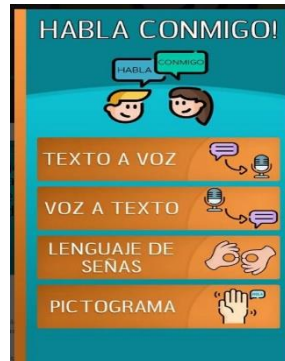 HABLA CONMIGO!
HABLA
CONMIGO
TEXTO A VOZ
VOZ A TEXTO
LENGUAJE DE
SEÑAS
PICTOGRAMA